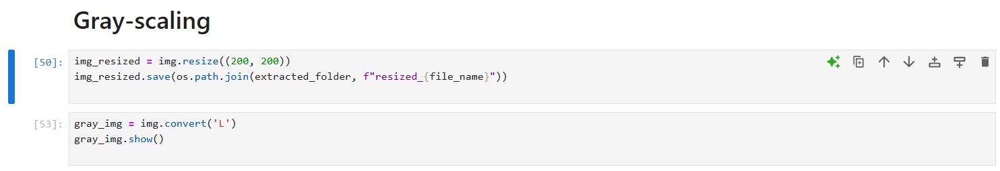 Gray-scaling
[50]:
img_resized = img.resize((200, 200))
img_resized.save(os.path.join(extracted_folder, f"resized_{file_name}"))
[53]:
gray_img = img.convert('L')
gray_img.show()